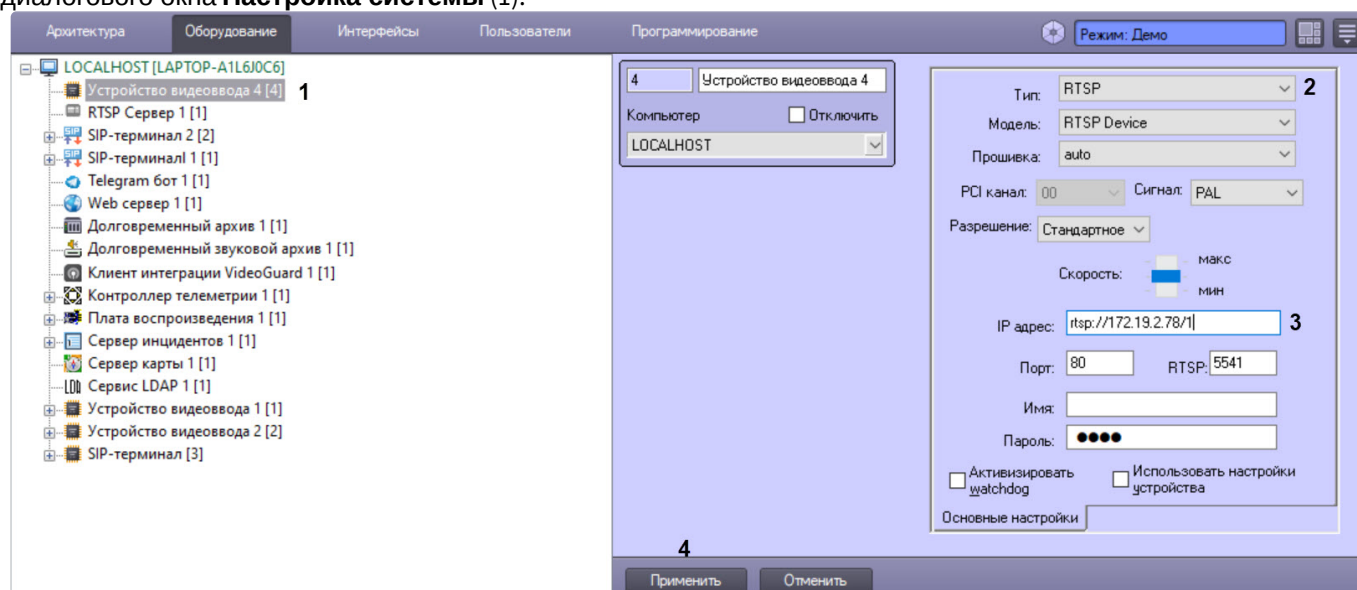 диалогового окна Настройка системы (1).
Архитектура Оборудование Интерфейсы Пользователи Программирование Режим: Демо
LOCALHOST [LAPTOP-A1L6J0C6]
Устройство видеоввода 4 [4] 1
RTSP Сервер 1 [1]
SIP-терминал 2 [2]
SIP-терминалl 1 [1]
Telegram бот 1 [1]
Web сервер 1 [1]
Долговременный архив 1 [1]
Долговременный звуковой архив 1 [1]
Клиент интеграции VideoGuard 1 [1]
Контроллер телеметрии 1 [1]
Плата воспроизведения 1 [1]
Сервер инцидентов 1 [1]
Сервер карты 1 [1]
Сервис LDAP 1 [1]
Устройство видеоввода 1 [1]
Устройство видеоввода 2 [2]
SIP-терминал [3]
4 Устройство видеоввода 4
Компьютер Отключить
LOCALHOST
Тип: RTSP 2
Модель: RTSP Device
Прошивка: auto
PCI канал: 00 Сигнал: PAL
Разрешение: Стандартное
макс
Скорость:
мин
IP адрес: rtsp://172.19.2.78/1 3
Порт: 80 RTSP: 5541
Имя:
Пароль: ●●●●
Активизировать watchdog
Использовать настройки устройства
Основные настройки
4
Применить Отменить